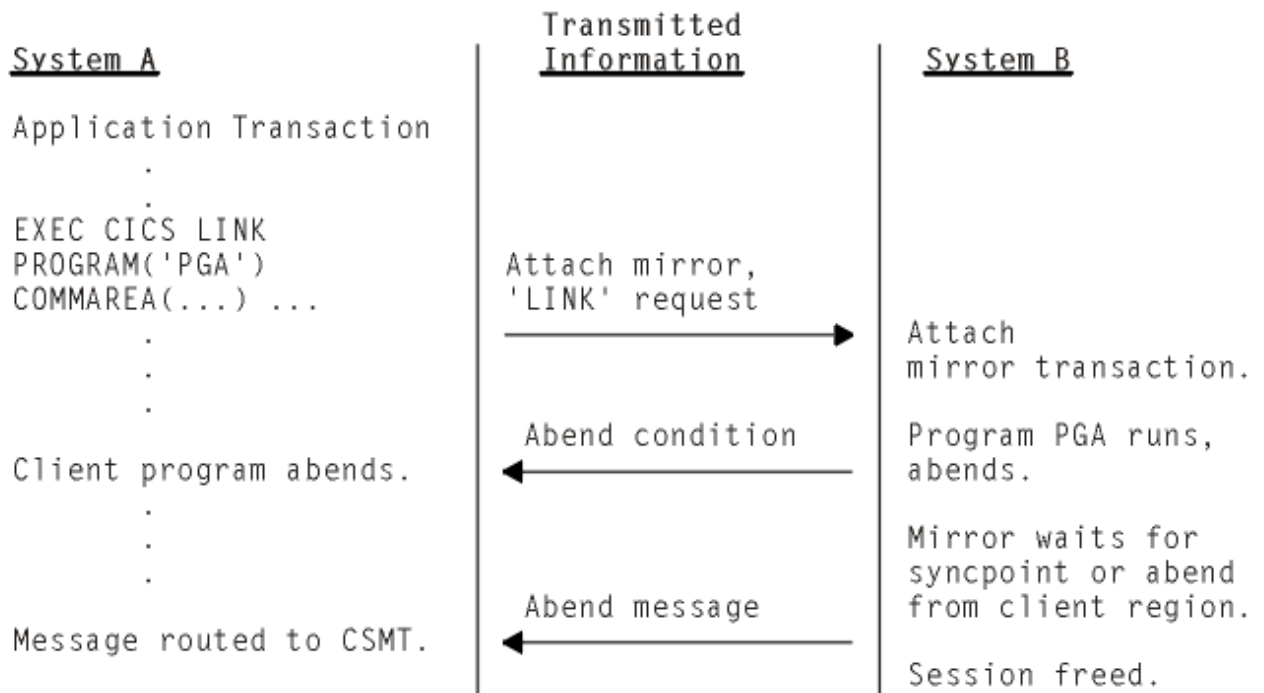 Transmitted
System A
Information
System B
Application Transaction
.
.
EXEC CICS LINK
PROGRAM('PGA')
COMMAREA(...) ...
Attach mirror,
'LINK' request
.
.
.
Attach
mirror transaction.
Abend condition
Program PGA runs,
abends.
Client program abends.
.
.
.
Mirror waits for
syncpoint or abend
from client region.
Abend message
Message routed to CSMT.
Session freed.